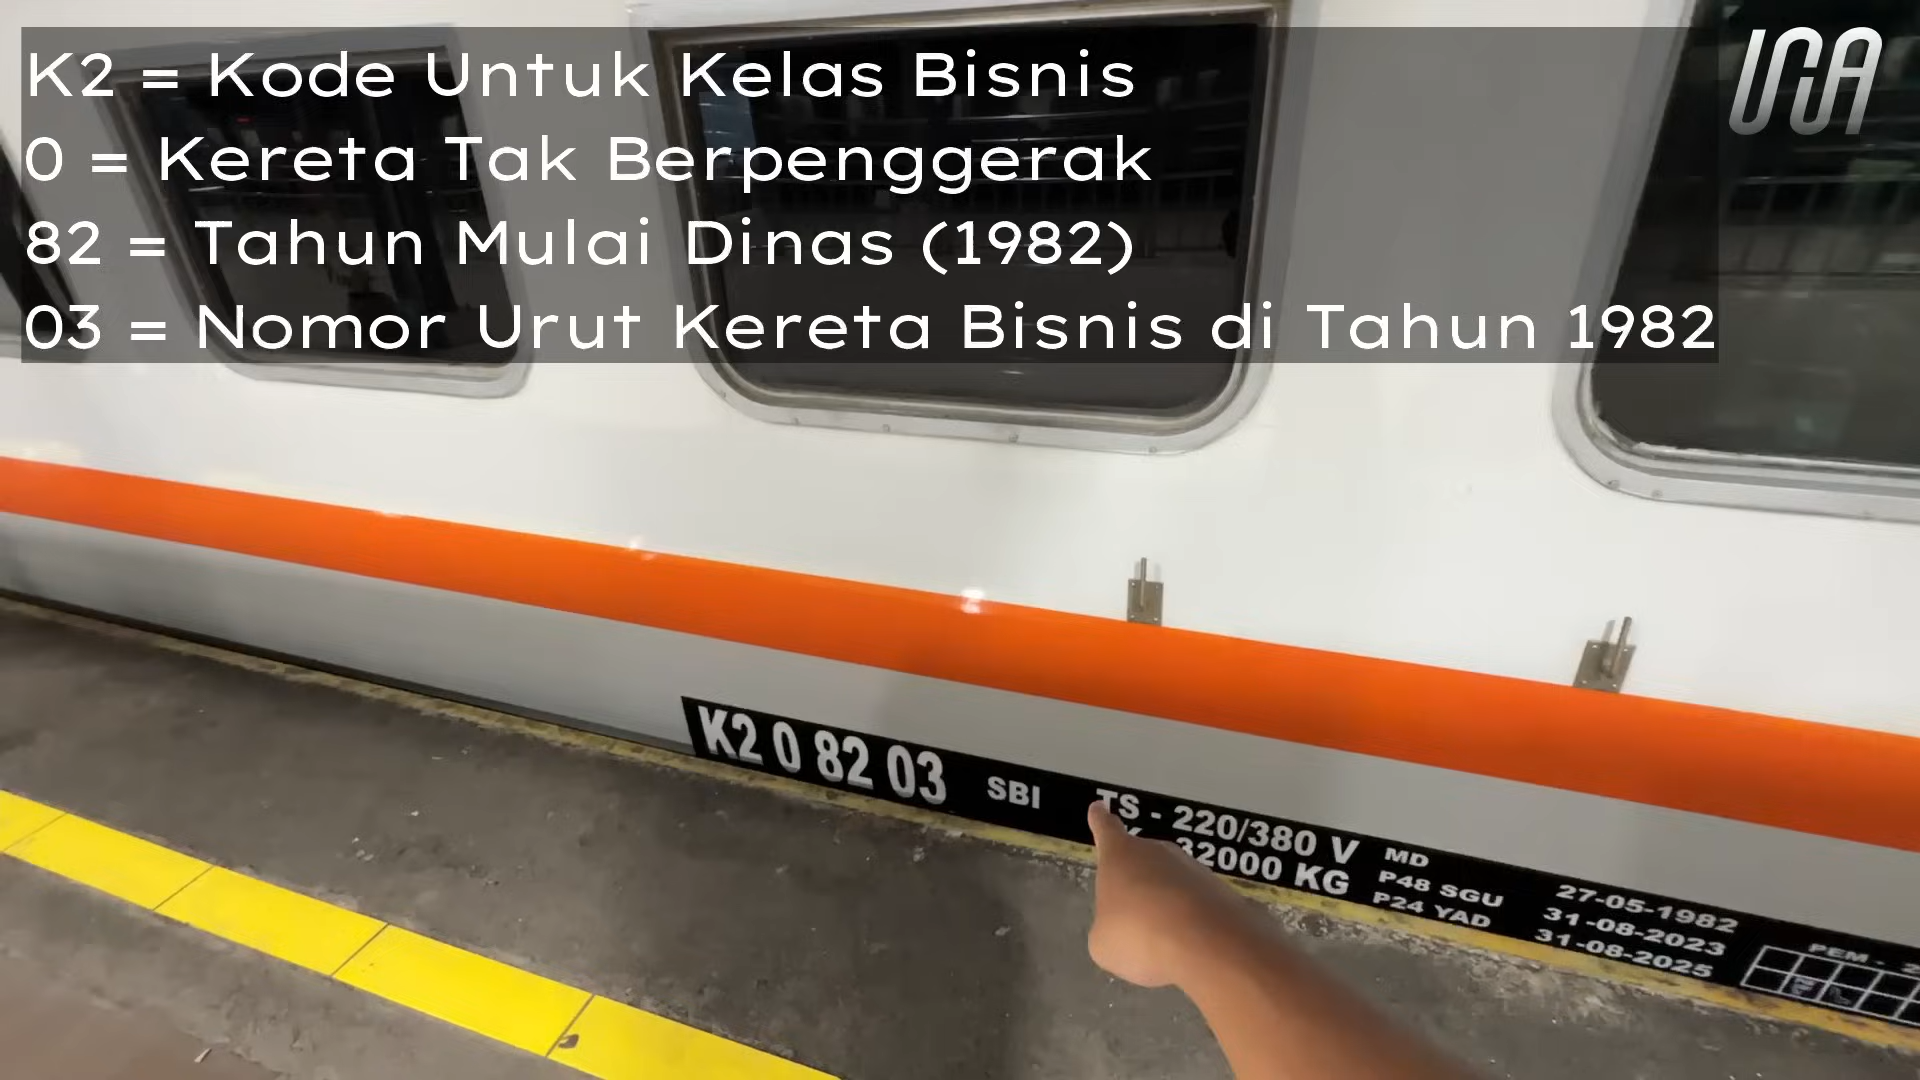 K2 = Kode Untuk Kelas Bisnis
0 = Kereta Tak Berpenggerak
82 = Tahun Mulai Dinas (1982)
03 = Nomor Urut Kereta Bisnis di Tahun 1982
K2 0 82 03
SBI
TS - 220/380 V
32000 KG
MD 27-05-1982
P48 SGU 31-08-2023
P24 YAD 31-08-2025
PEM - 2